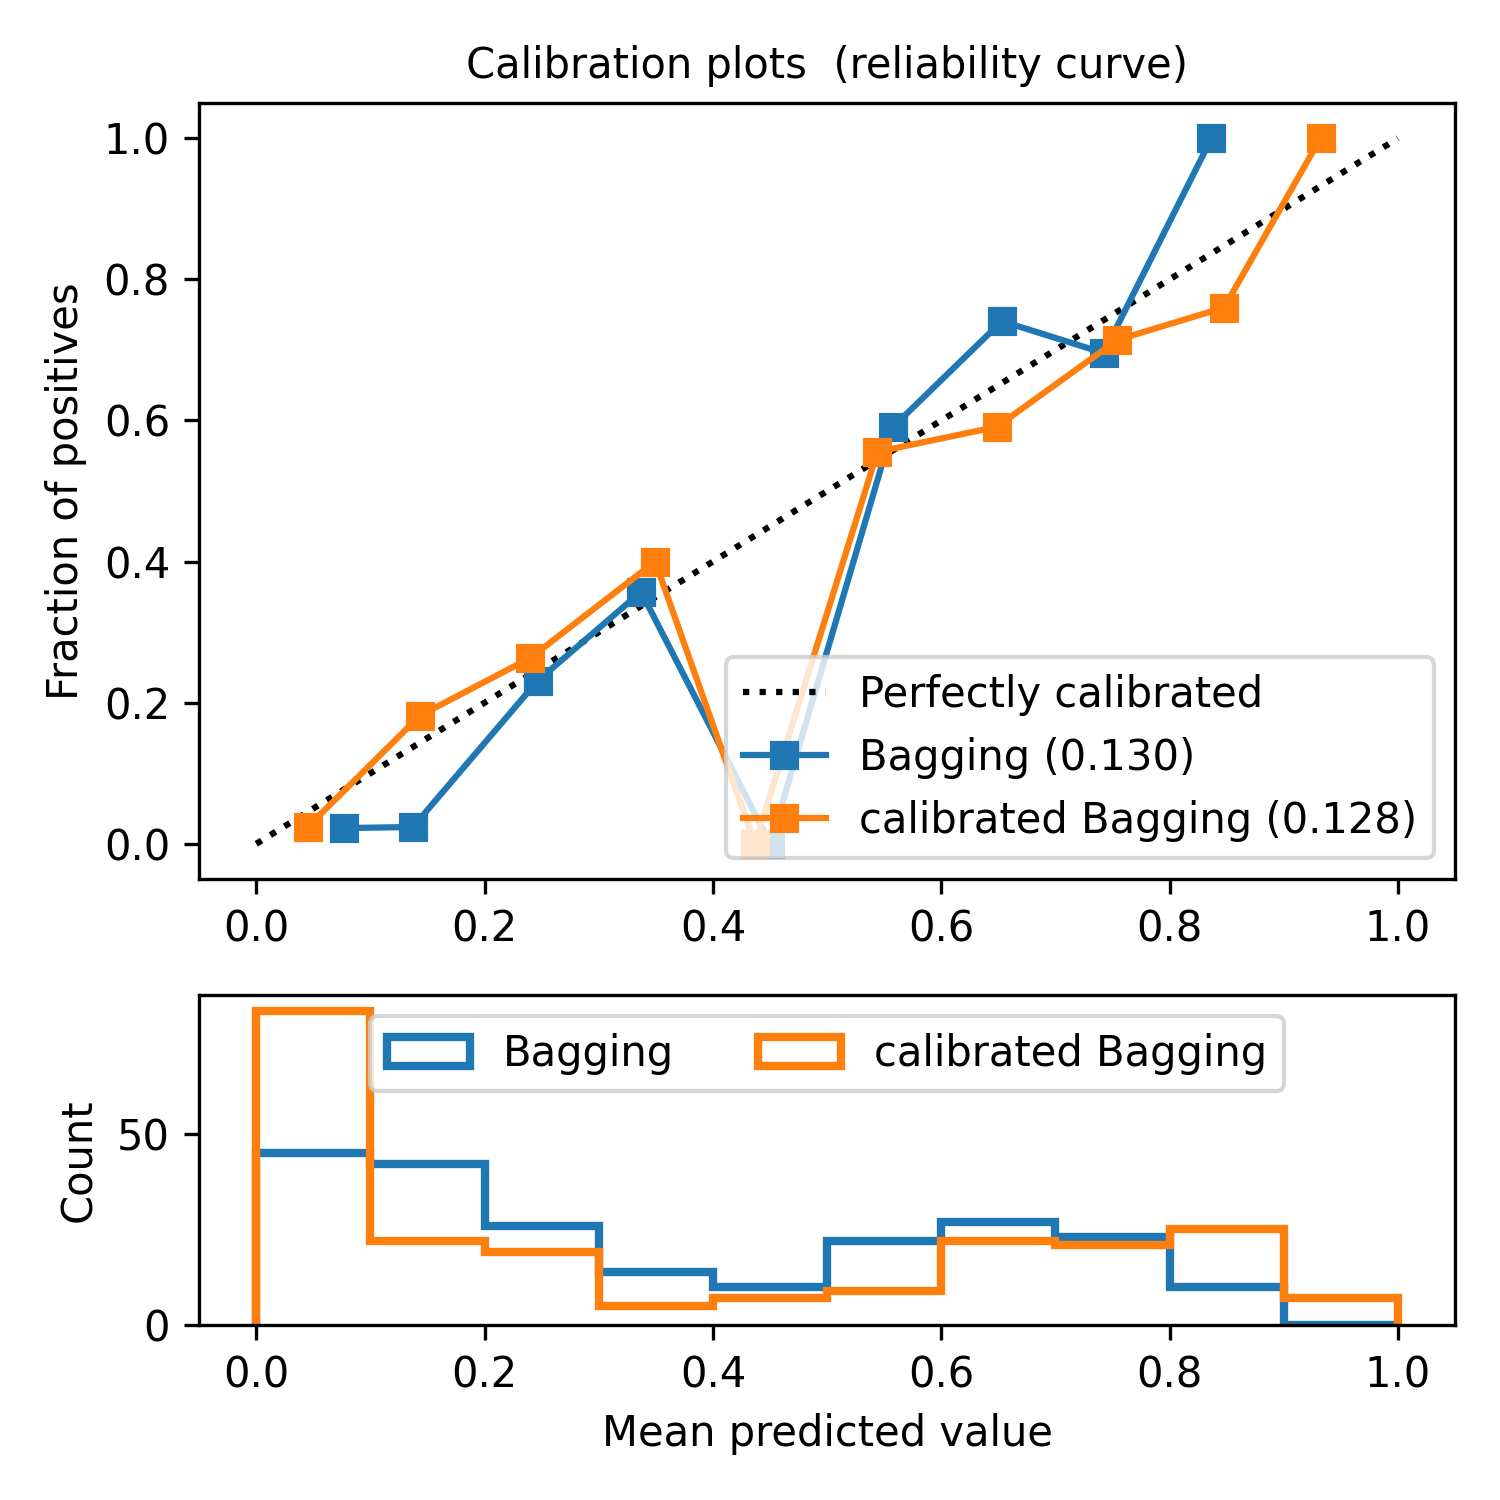 Calibration plots  (reliability curve)
1.0
0.8
0.6
0.4
0.2
0.0
Fraction of positives
Perfectly calibrated
Bagging (0.130)
calibrated Bagging (0.128)
0.0 0.2 0.4 0.6 0.8 1.0
Bagging calibrated Bagging
50
0
Count
0.0 0.2 0.4 0.6 0.8 1.0
Mean predicted value